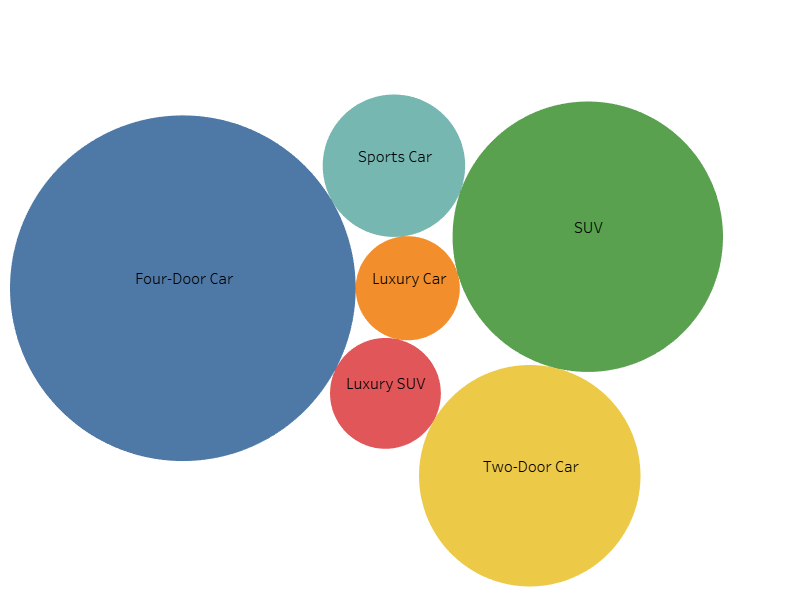 Sports Car
SUV
Four-Door Car
Luxury Car
Luxury SUV
Two-Door Car